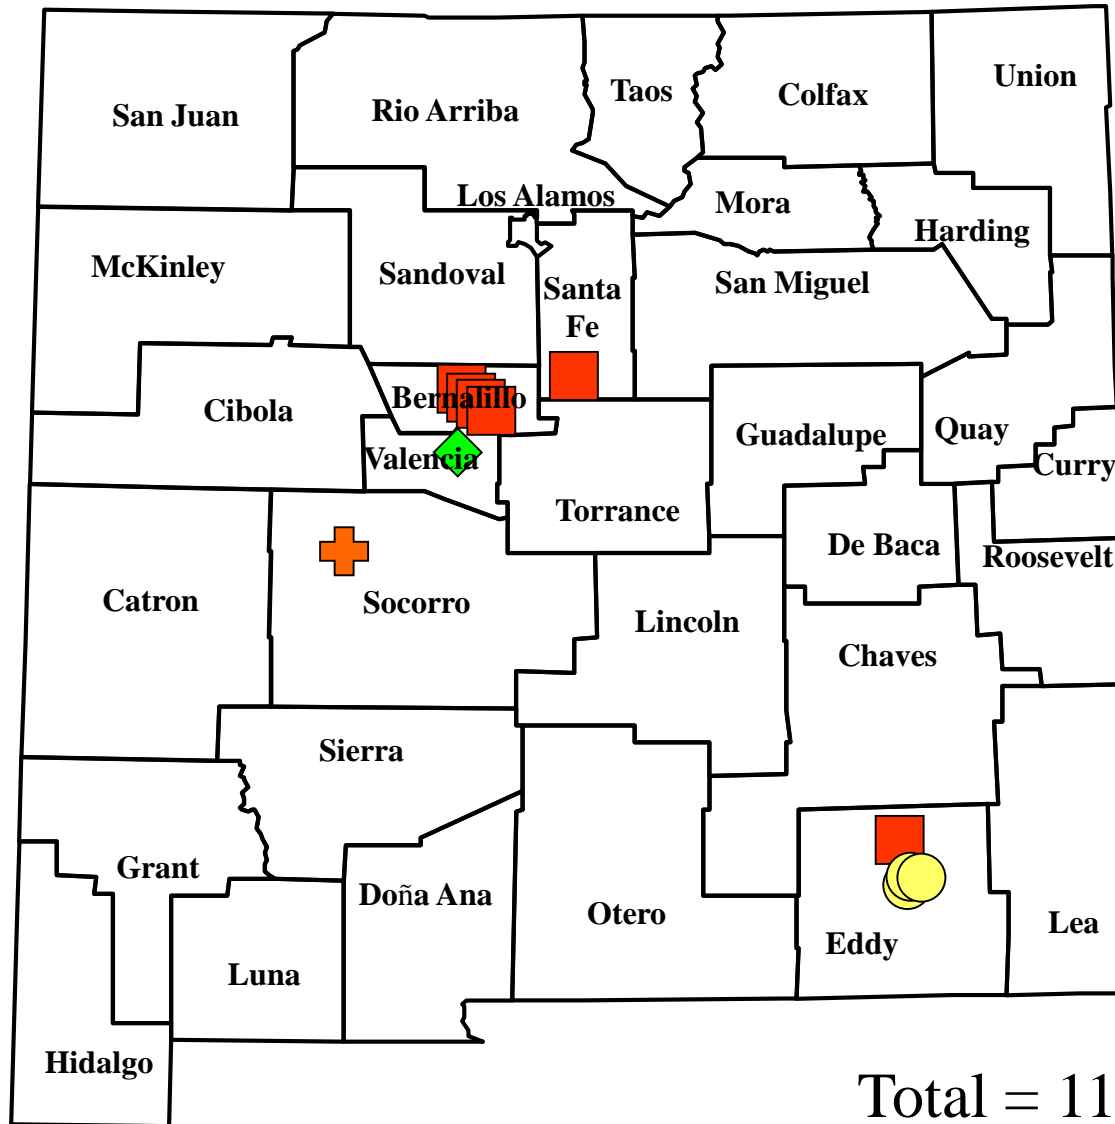 San Juan
Rio Arriba
Taos
Colfax
Union
Los Alamos
Mora
Harding
McKinley
Sandoval
Santa
Fe
San Miguel
Cibola
Bernalillo
Guadalupe
Quay
Curry
Valencia
Torrance
De Baca
Roosevelt
Catron
Socorro
Lincoln
Chaves
Sierra
Grant
Doña Ana
Otero
Eddy
Lea
Luna
Hidalgo
Total = 11